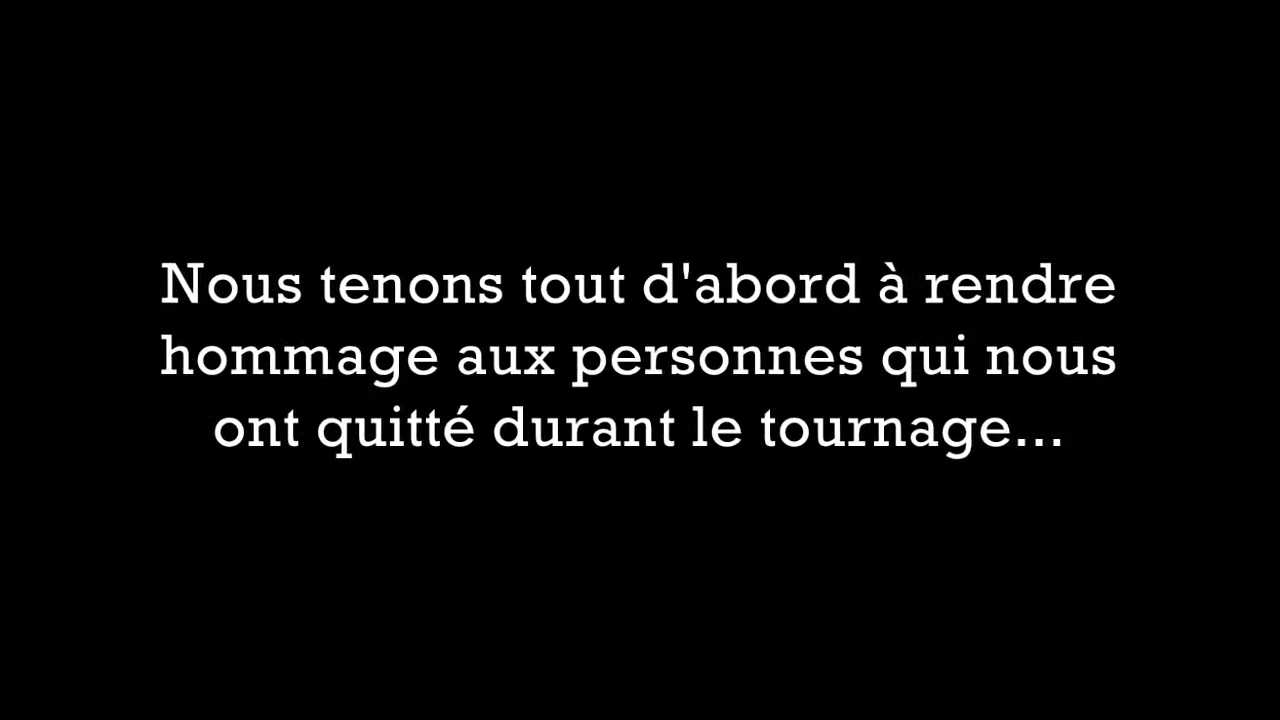 Nous tenons tout d'abord à rendre
hommage aux personnes qui nous
ont quitté durant le tournage...